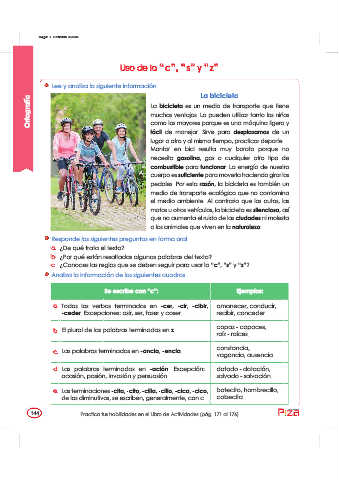 Uso de la "c", "s" y "z"
Ortografía
Lee y analiza la siguiente información
La bicicleta
La bicicleta es un medio de transporte que tiene
muchas ventajas. La pueden utilizar tanto los niños
como los mayores porque es una máquina ligera y
fácil de manejar. Sirve para desplazarnos de un
lugar a otro y al mismo tiempo, practicar deporte.
Montar en bici resulta muy barato porque no
necesita gasolina, gas o cualquier otro tipo de
combustible para funcionar. La energía de nuestro
cuerpo es suficiente para moverla haciendo girar los
pedales. Por esta razón, la bicicleta es también un
medio de transporte ecológico que no contamina
el medio ambiente. Al contrario que los autos, las
motos u otros vehículos, la bicicleta es silenciosa, así
que no aumenta el ruido de las ciudades ni molesta
a los animales que viven en la naturaleza.
Responde las siguientes preguntas en forma oral
a. ¿De qué trata el texto?
b. ¿Por qué están resaltadas algunas palabras del texto?
c. ¿Conoces las reglas que se deben seguir para usar la "c", "s" y "z"?
Analiza la información de los siguientes cuadros
Se escribe con "c": Ejemplos:
a. Todos los verbos terminados en -cer, -cir, -cibir, amanecer, conducir,
-ceder. Excepciones: asir, ser, toser y coser recibir, conceder
b. El plural de las palabras terminadas en z capaz - capaces,
raíz - raíces
c. Las palabras terminadas en -ancia, -encia constancia,
vagancia, ausencia
d. Las palabras terminadas en -ación. Excepción: dotado - dotación,
ocasión, pasión, invasión y persuasión salvado - salvación
e. Las terminaciones -cito, -cita, -cillo, -cilla, -cico, -cica, botecito, hombrecillo,
de los diminutivos, se escriben, generalmente, con c cabecita
144
Practica tus habilidades en el Libro de Actividades (pág. 171 al 174)